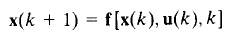 x(k + 1) = f[x(k), u(k), k]